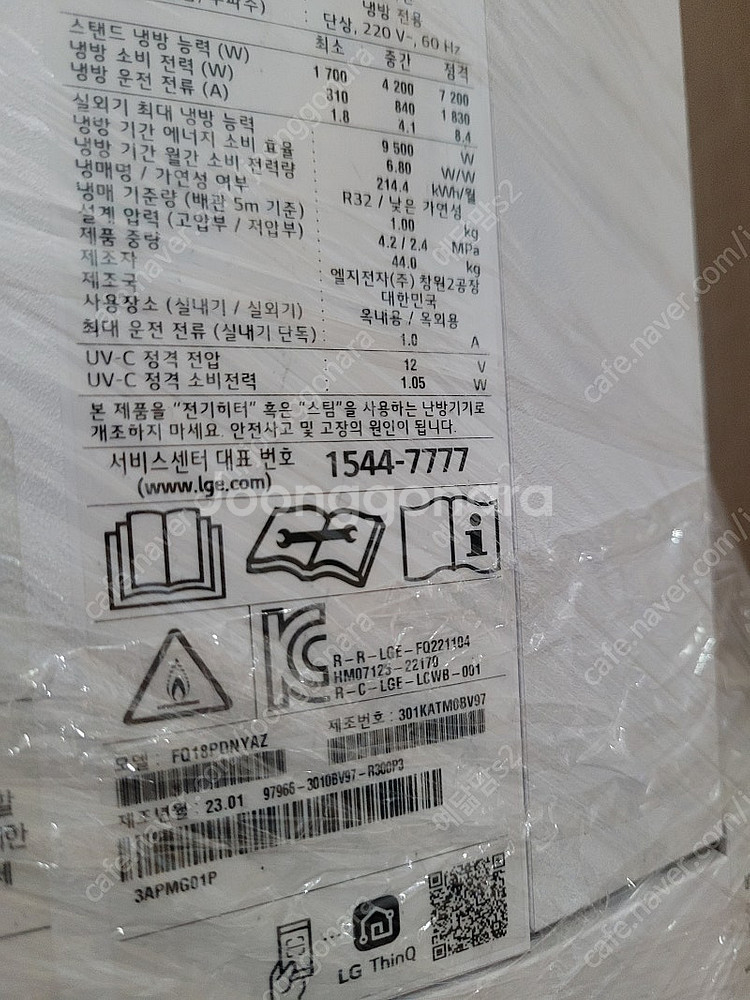 냉방 전용
단상, 220 V~, 60 Hz
최소 중간 정격
스탠드 냉방 능력 (W) 1 700 4 200 7 200
냉방 소비 전력 (W) 310 840 1 830
냉방 운전 전류 (A) 1.8 4.1 8.4
실외기 최대 냉방 능력 : 9 500 W
냉방 기간 에너지 소비 효율 : 6.80 W/W
냉방 기간 월간 소비 전력량 : 214.4 kWh/월
냉매명 / 가연성 여부 : R32 / 낮은 가연성
냉매 기준량 (배관 5m 기준) : 1.00 kg
설계 압력 (고압부 / 저압부) : 4.2 / 2.4 MPa
제품 중량 : 44.0 kg
제조자 : 엘지전자(주) 창원2공장
제조국 : 대한민국
사용장소 (실내기 / 실외기) : 옥내용 / 옥외용
최대 운전 전류 (실내기 단독) : 1.0 A
UV-C 정격 전압 : 12 V
UV-C 정격 소비전력 : 1.05 W
본 제품을 "전기히터" 혹은 "스팀"을 사용하는 난방기기로
개조하지 마세요. 안전사고 및 고장의 원인이 됩니다.
서비스센터 대표 번호 1544-7777
(www.lge.com)
joonggonara
R-R-LGE-FQ221104
HM07123-22170
R-C-LGE-LCWB-001
모델 : FQ18PDNYAZ
제조번호 : 301KATM0BV97
제조년월 : 23.01
97966-3010BV97-R300P3
3APMG01P
LG ThinQ
cafe.naver.com